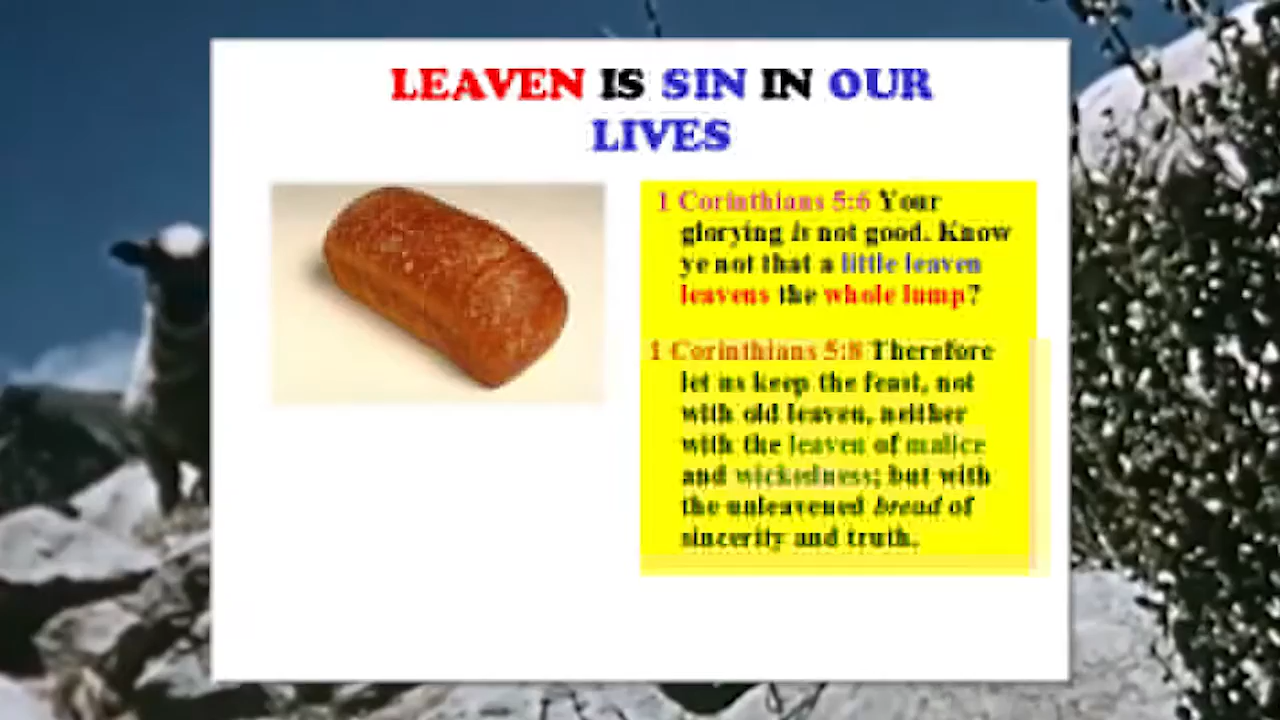 LEAVEN IS SIN IN OUR
LIVES
1 Corinthians 5:6 Your
glorying is not good. Know
ye not that a little leaven
leavens the whole lump?
1 Corinthians 5:8 Therefore
let us keep the feast, not
with old leaven, neither
with the leaven of malice
and wickedness; but with
the unleavened bread of
sincerity and truth.